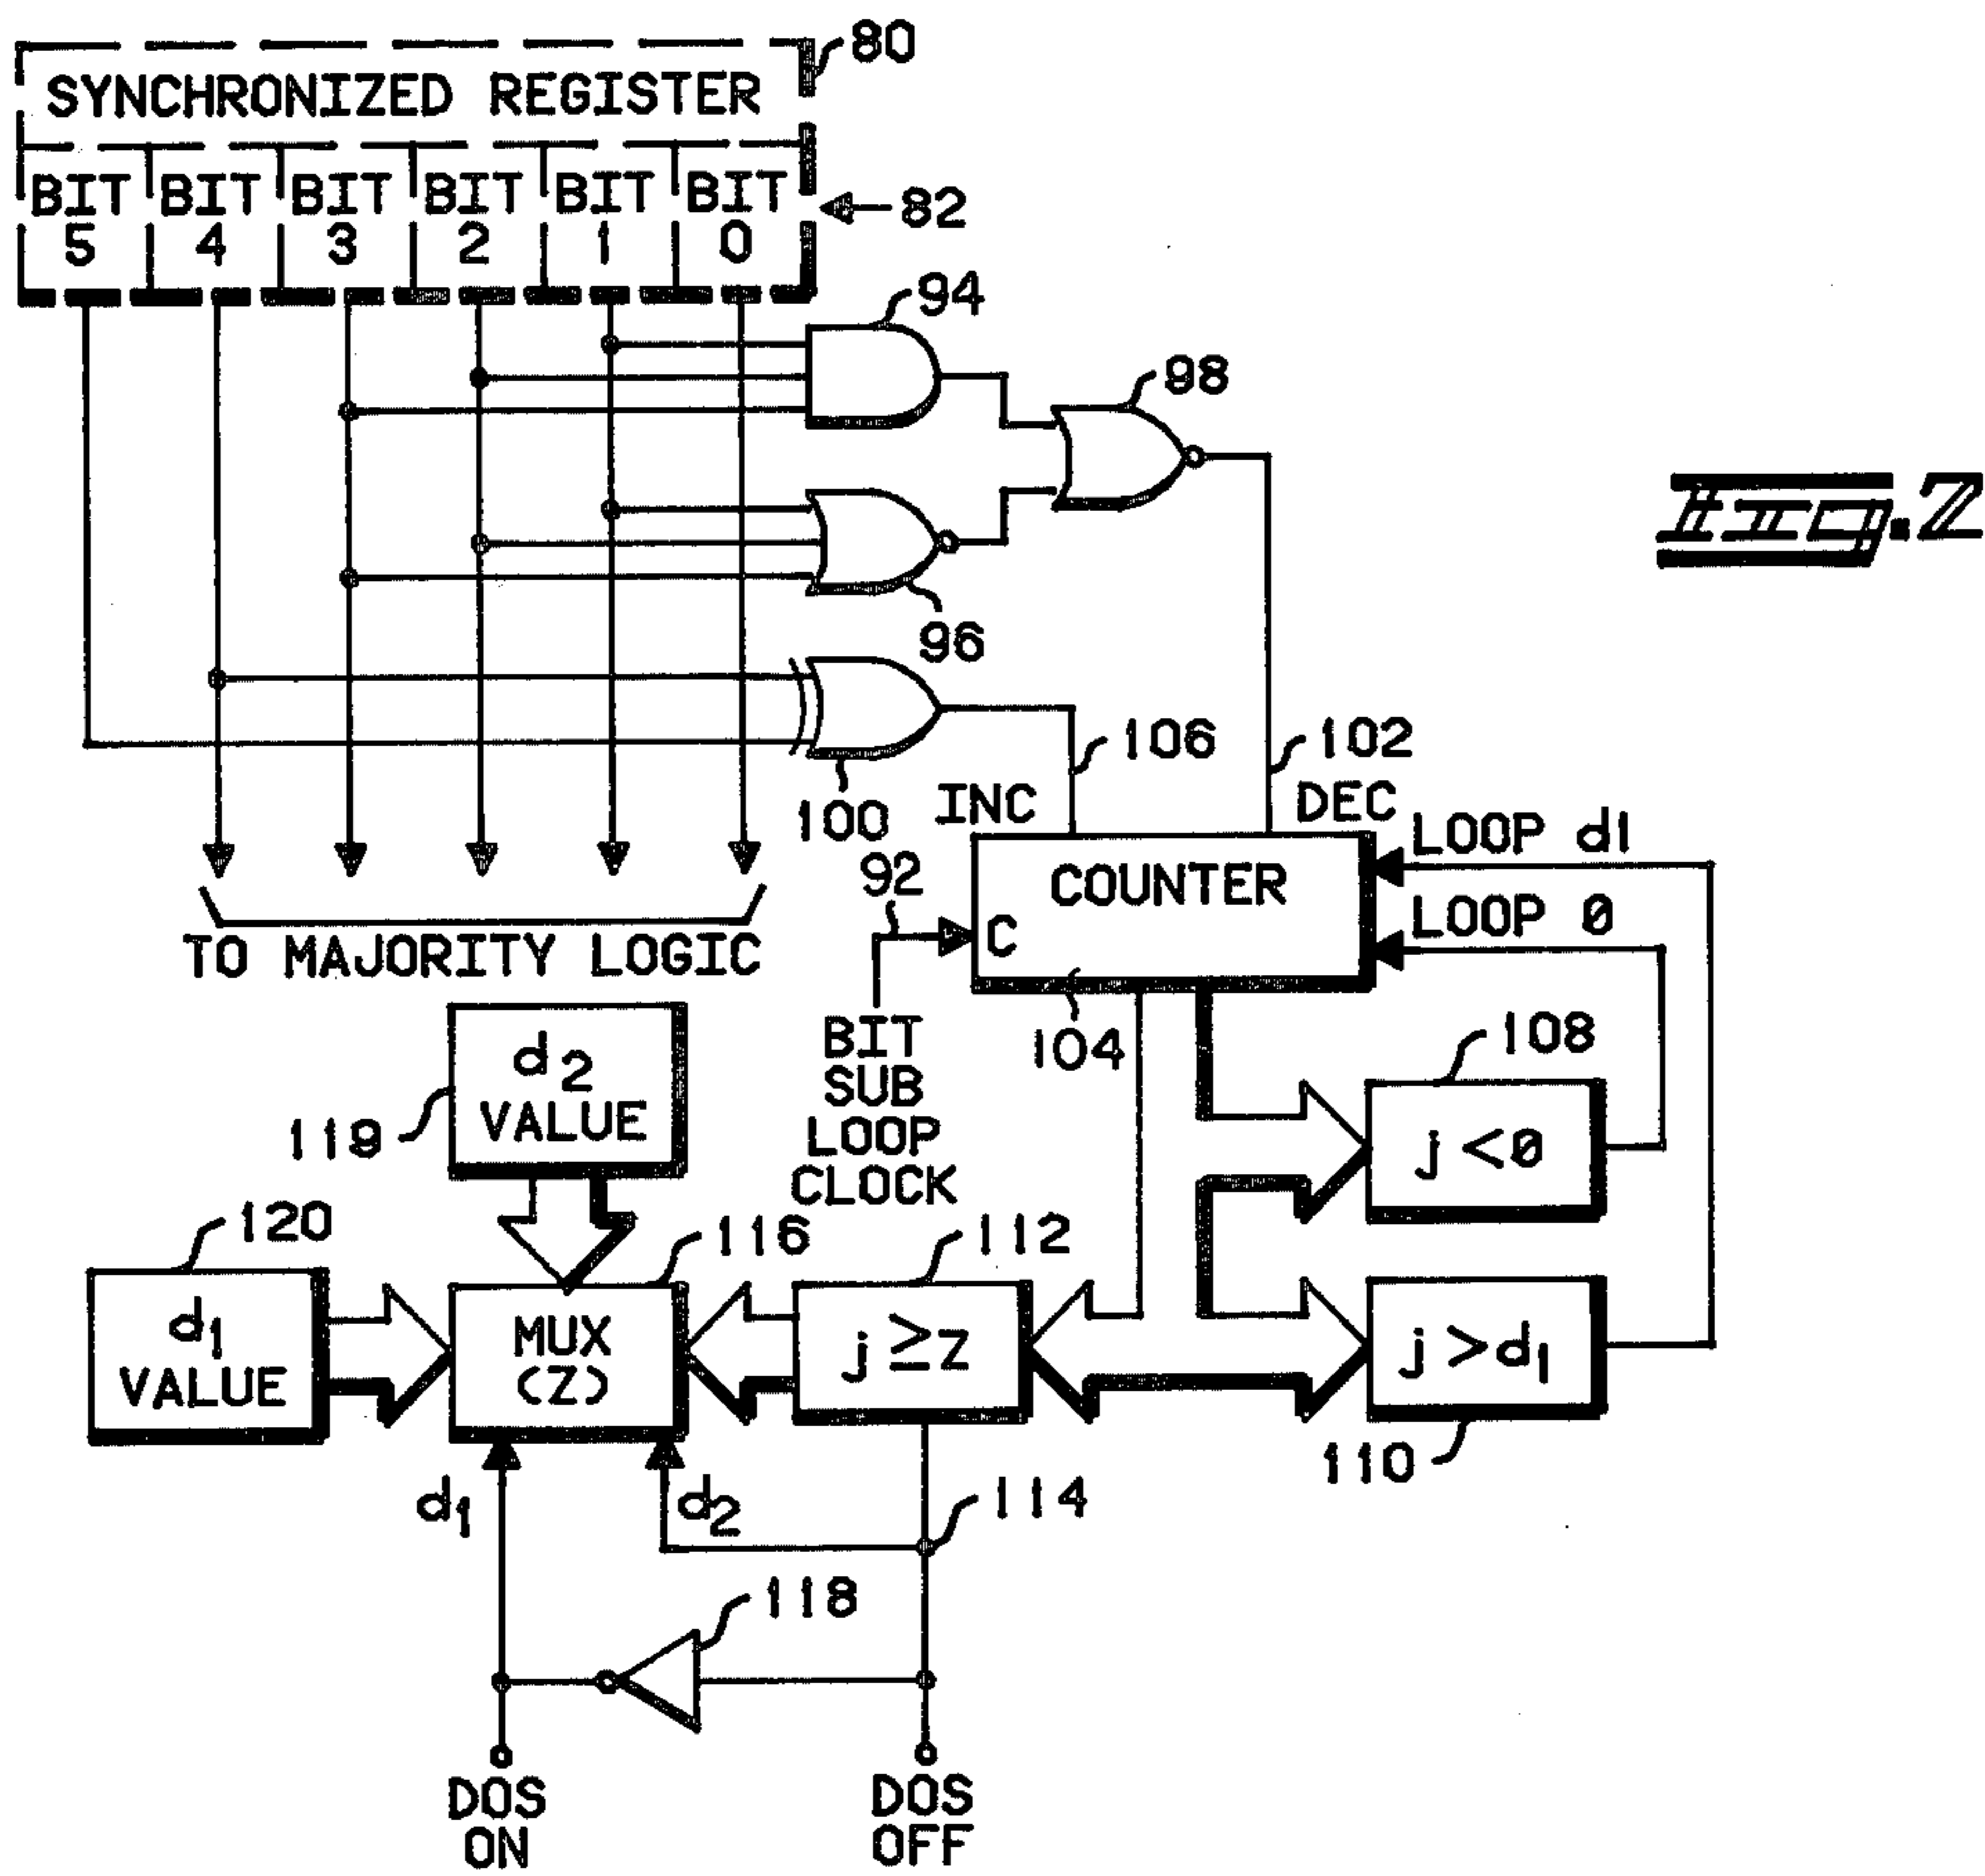 80
SYNCHRONIZED REGISTER
BIT 5 BIT 4 BIT 3 BIT 2 BIT 1 BIT 0
82
94
98
Fig. 2
96
106
102
100
INC
DEC
LOOP d1
92
COUNTER
LOOP 0
C
TO MAJORITY LOGIC
BIT
SUB
LOOP
CLOCK
104
108
d2
VALUE
119
j <0
120
116
112
d1
VALUE
MUX
(Z)
j ≥Z
j >d1
110
d1
d2
114
118
DOS
ON
DOS
OFF